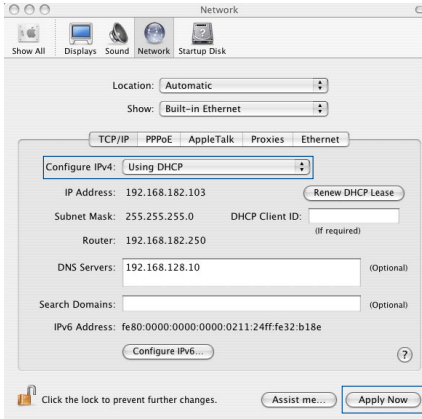 Network
Show All Displays Sound Network Startup Disk
Location: Automatic
Show: Built-in Ethernet
TCP/IP PPPoE AppleTalk Proxies Ethernet
Configure IPv4: Using DHCP
IP Address: 192.168.182.103 Renew DHCP Lease
Subnet Mask: 255.255.255.0 DHCP Client ID:
(If required)
Router: 192.168.182.250
DNS Servers: 192.168.128.10 (Optional)
Search Domains: (Optional)
IPv6 Address: fe80:0000:0000:0000:0211:24ff:fe32:b18e
Configure IPv6... ?
Click the lock to prevent further changes. Assist me... Apply Now